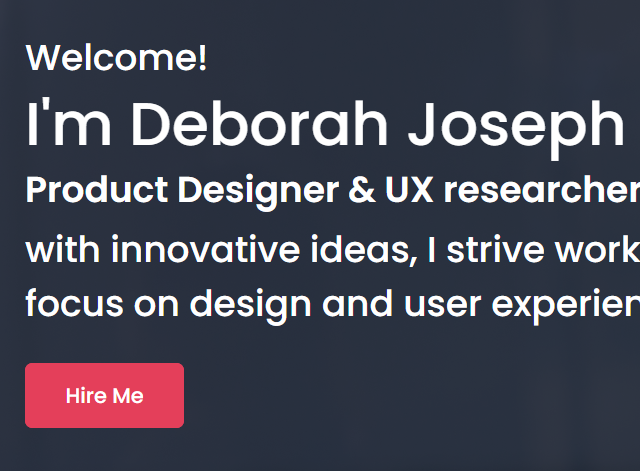 Welcome!
I'm Deborah Joseph
Product Designer & UX researcher
with innovative ideas, I strive work
focus on design and user experien
Hire Me